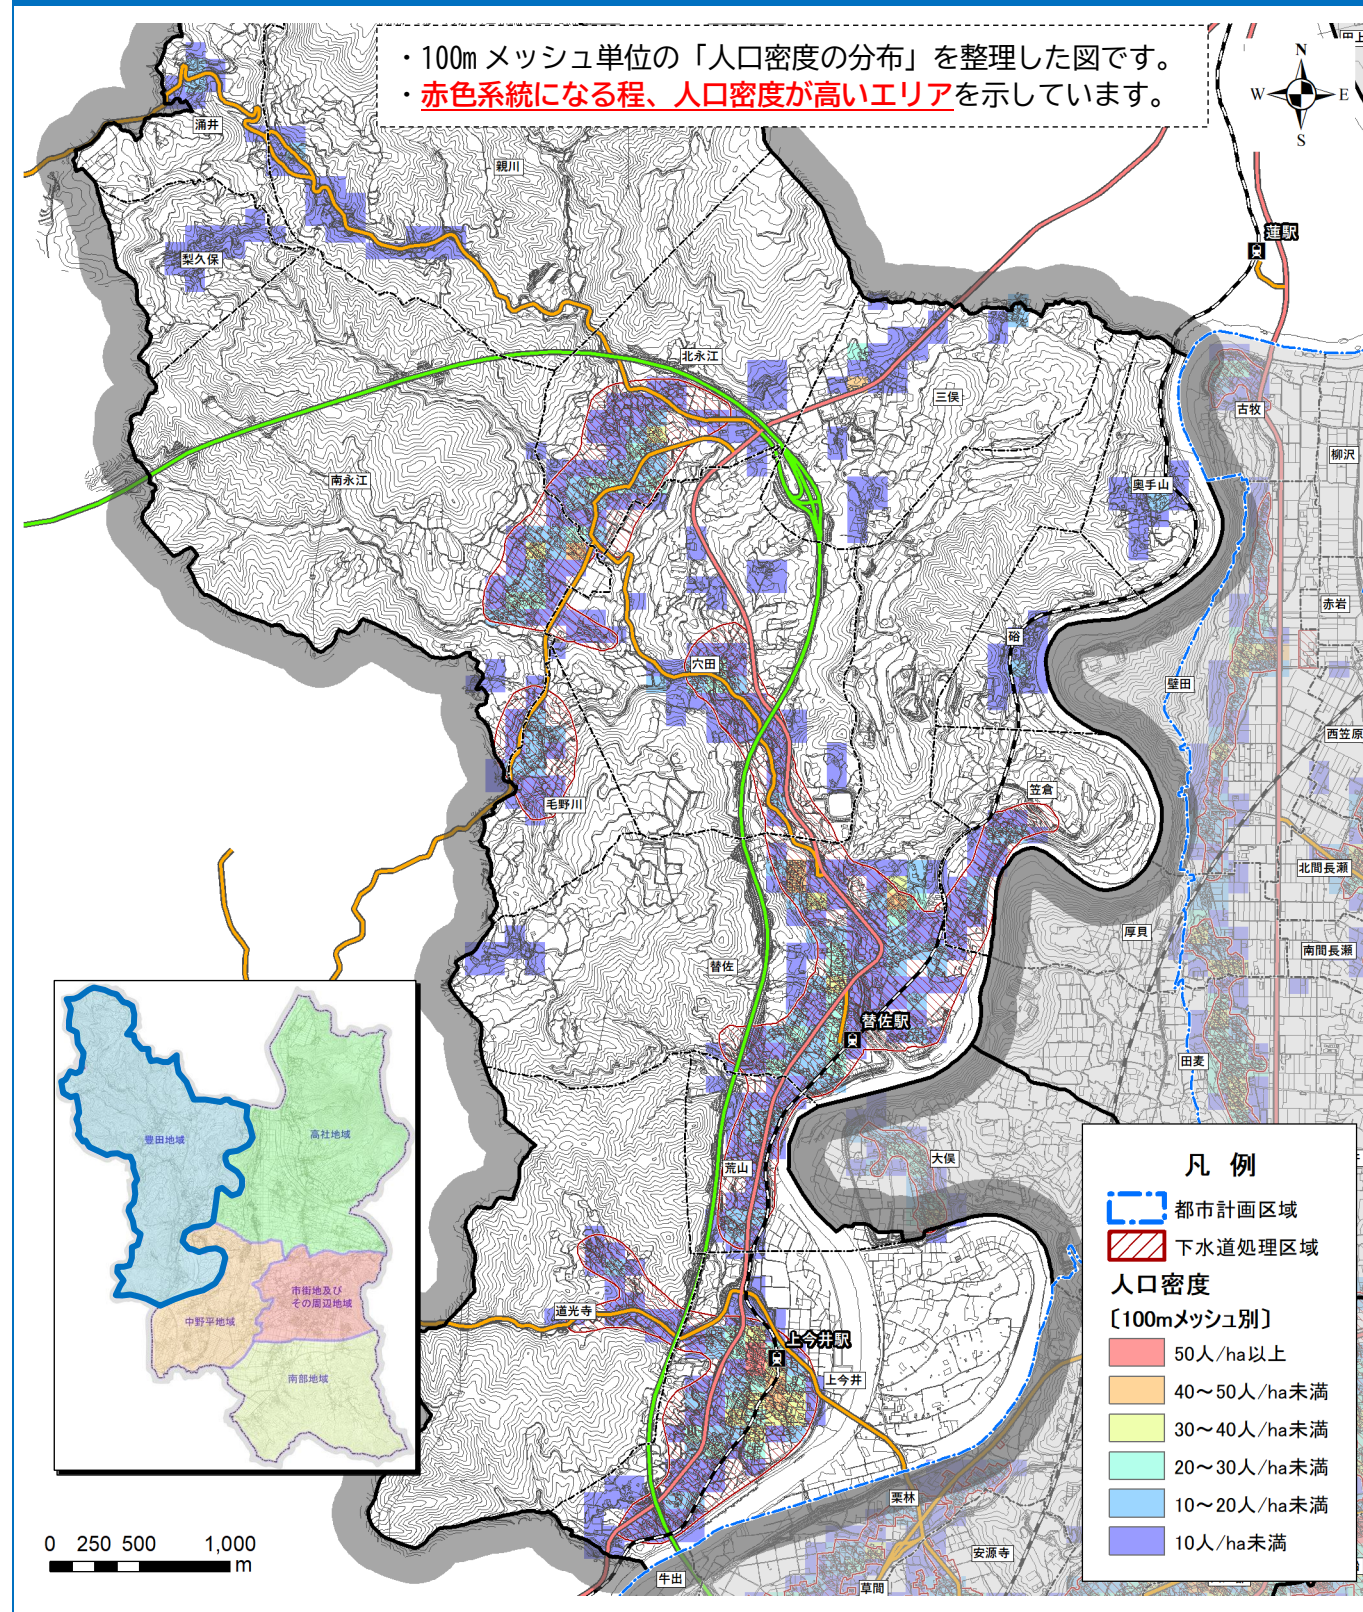 ・100m メッシュ単位の「人口密度の分布」を整理した図です。
・赤色系統になる程、人口密度が高いエリアを示しています。
N
W
E
S
涌井
親川
梨久保
蓮駅
北永江
三俣
古牧
柳沢
南永江
奥手山
赤岩
硲
穴田
壁田
西笠原
笠倉
毛野川
北間長瀬
厚貝
南間長瀬
替佐
替佐駅
田麦
大俣
荒山
道光寺
上今井駅
上今井
栗林
安源寺
牛出
草間
豊田地域
高社地域
市街地及び
その周辺地域
中野平地域
南部地域
0 250 500 1,000
m
凡 例
都市計画区域
下水道処理区域
人口密度
〔100mメッシュ別〕
50人/ha以上
40～50人/ha未満
30～40人/ha未満
20～30人/ha未満
10～20人/ha未満
10人/ha未満